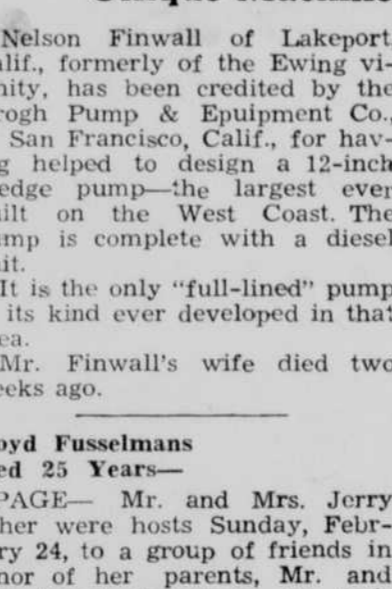 Nelson Finwall of Lakeport
lif., formerly of the Ewing vi-
nity, has been credited by the
rogh Pump & Epuipment Co.,
San Francisco, Calif., for hav-
g helped to design a 12-inch
edge pump—the largest ever
ilt on the West Coast. The
mp is complete with a diesel
it.
It is the only "full-lined" pump
its kind ever developed in that
ea.
Mr. Finwall's wife died two
eeks ago.
oyd Fusselmans
ed 25 Years—
PAGE— Mr. and Mrs. Jerry
her were hosts Sunday, Febr-
ry 24, to a group of friends in
nor of her parents, Mr. and